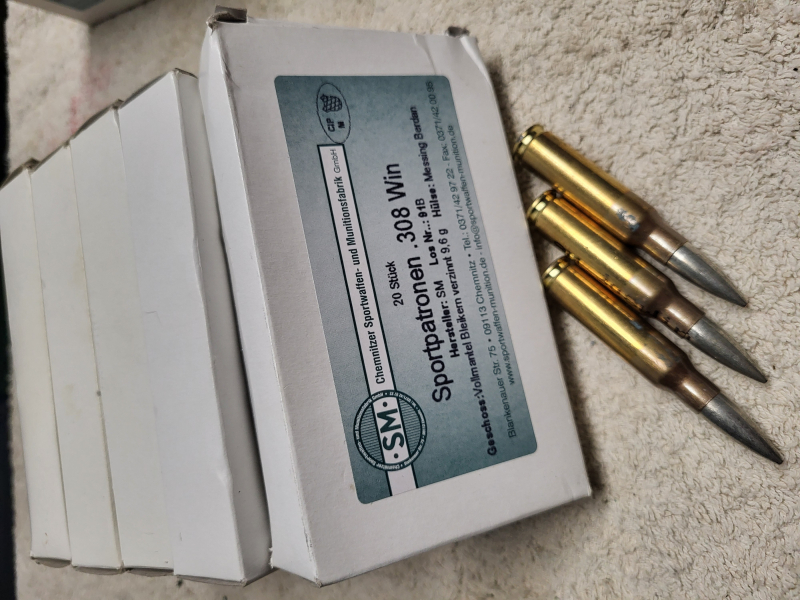 CIP
N
Chemnitzer Sportwaffen- und Munitionsfabrik GmbH
·SM·
20 Stück
Sportpatronen .308 Win
Hersteller: SM Los Nr..: 91B
Geschoss:Vollmantel Bleikern verzinnt 9,6 g Hülse: Messing Berdan
Blankenauer Str. 75 • 09113 Chemnitz • Tel.: 0371/42 97 22 · Fax: 0371/42 00 95
www.sportwaffen-munition.de · info@sportwaffen-munition.de